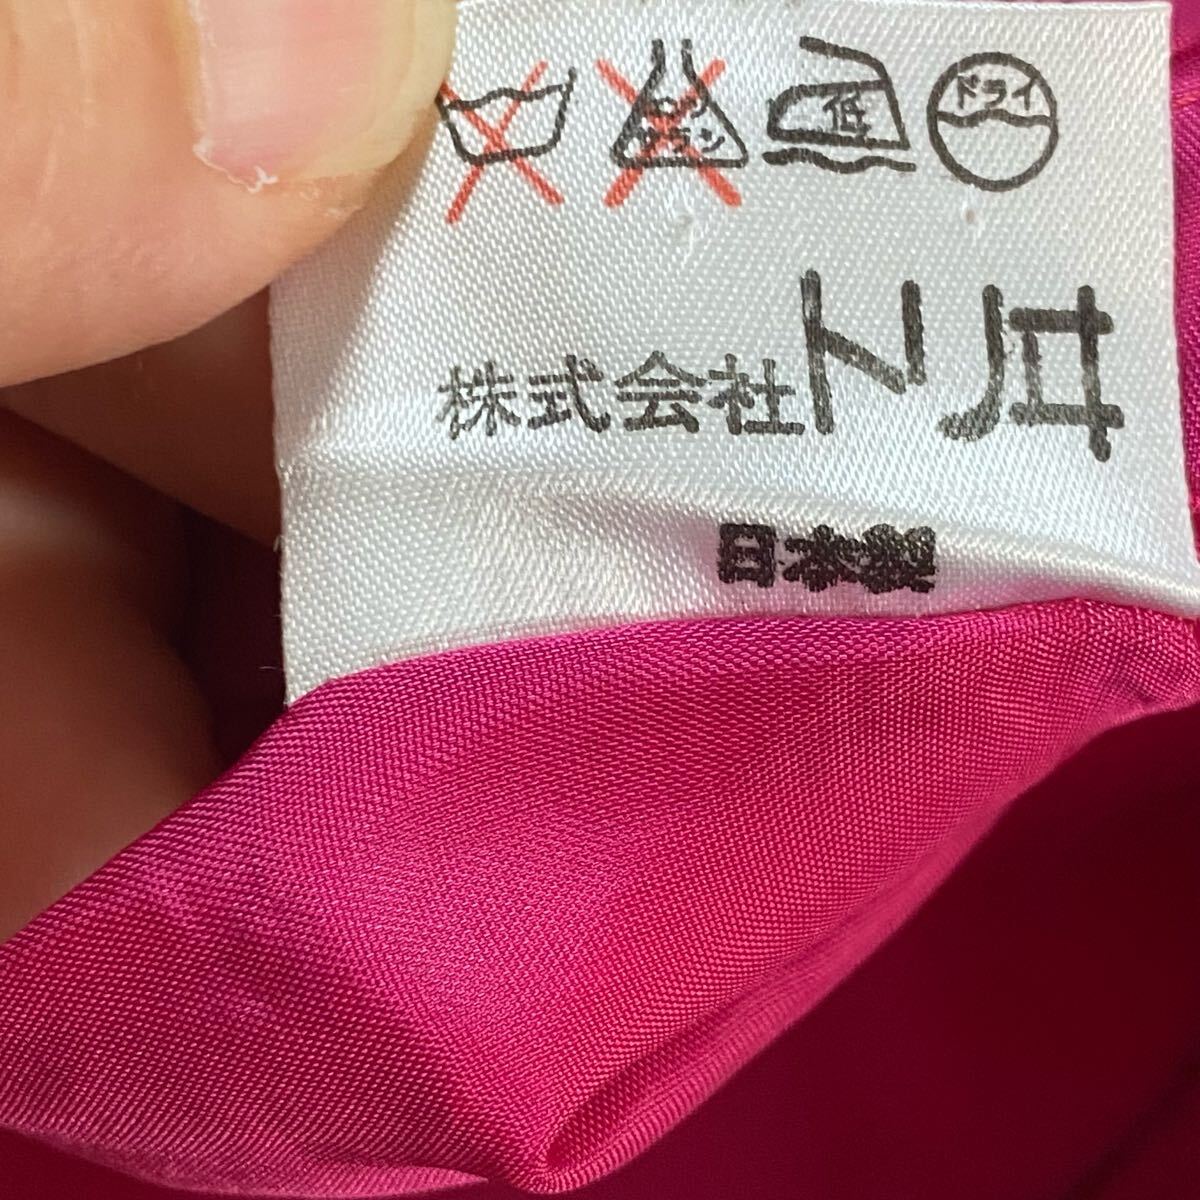 低 ドライ
株式会社
日本製